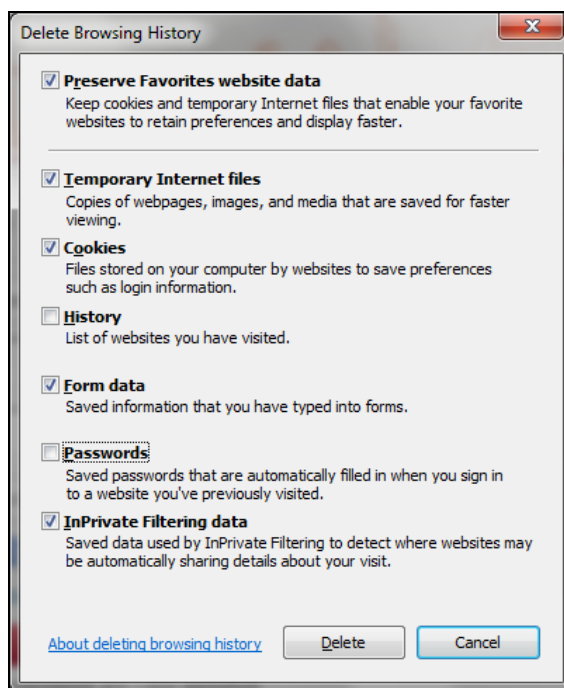 Delete Browsing History
Preserve Favorites website data
Keep cookies and temporary Internet files that enable your favorite
websites to retain preferences and display faster.
Temporary Internet files
Copies of webpages, images, and media that are saved for faster
viewing.
Cookies
Files stored on your computer by websites to save preferences
such as login information.
History
List of websites you have visited.
Form data
Saved information that you have typed into forms.
Passwords
Saved passwords that are automatically filled in when you sign in
to a website you've previously visited.
InPrivate Filtering data
Saved data used by InPrivate Filtering to detect where websites may
be automatically sharing details about your visit.
About deleting browsing history Delete Cancel